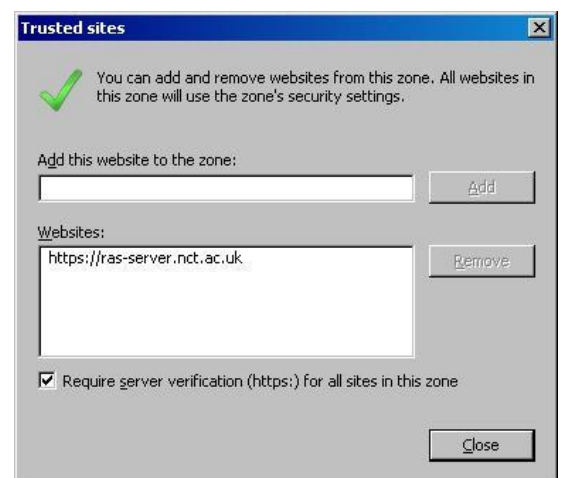 Trusted sites
You can add and remove websites from this zone. All websites in
this zone will use the zone's security settings.
Add this website to the zone:
Add
Websites:
https://ras-server.nct.ac.uk
Remove
Require server verification (https:) for all sites in this zone
Close